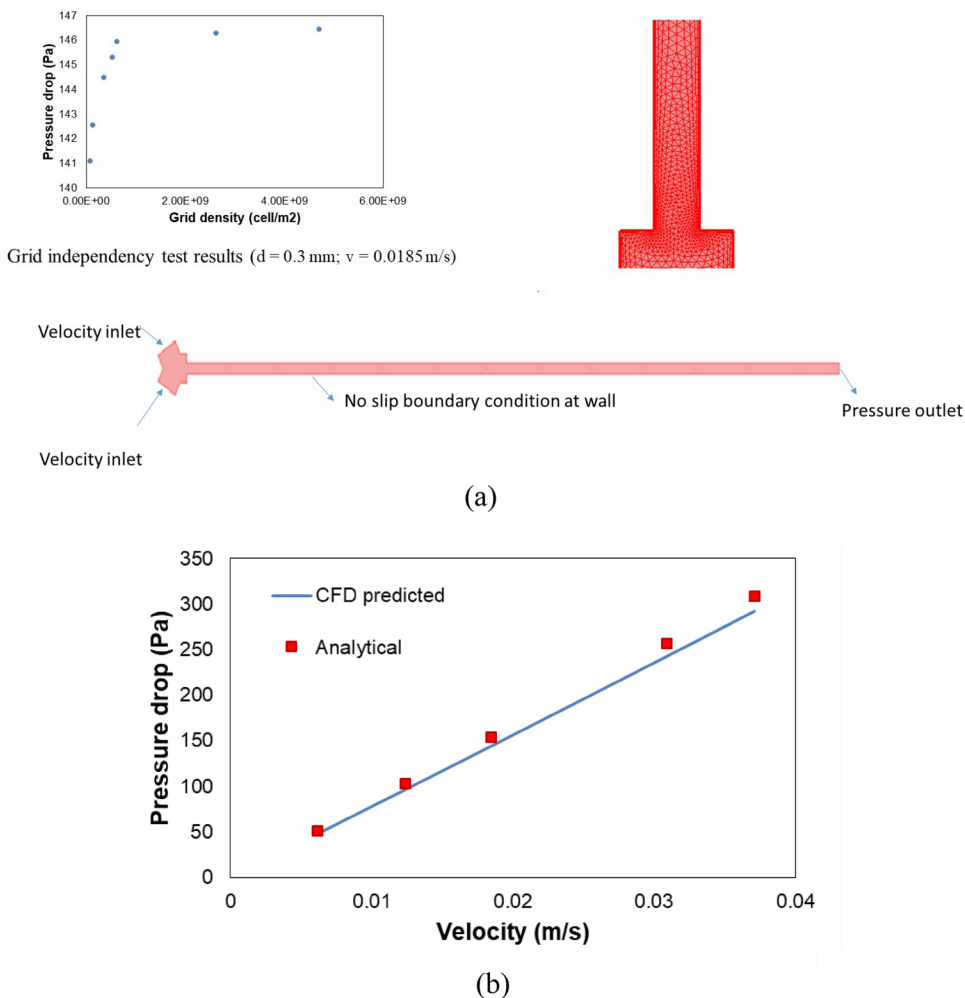 147
146
145
144
143
142
141
140
Pressure drop (Pa)
0.00E+00 2.00E+09 4.00E+09 6.00E+09
Grid density (cell/m2)
Grid independency test results (d = 0.3 mm; v = 0.0185 m/s)
Velocity inlet
No slip boundary condition at wall
Pressure outlet
Velocity inlet
(a)
350
300
250
200
150
100
50
0
Pressure drop (Pa)
CFD predicted
Analytical
0 0.01 0.02 0.03 0.04
Velocity (m/s)
(b)